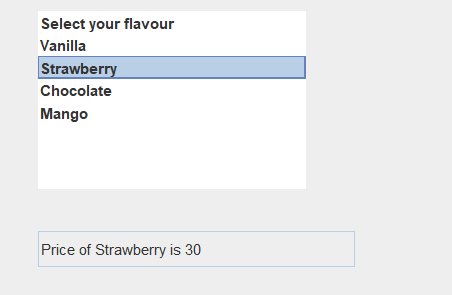 Select your flavour
Vanilla
Strawberry
Chocolate
Mango
Price of Strawberry is 30